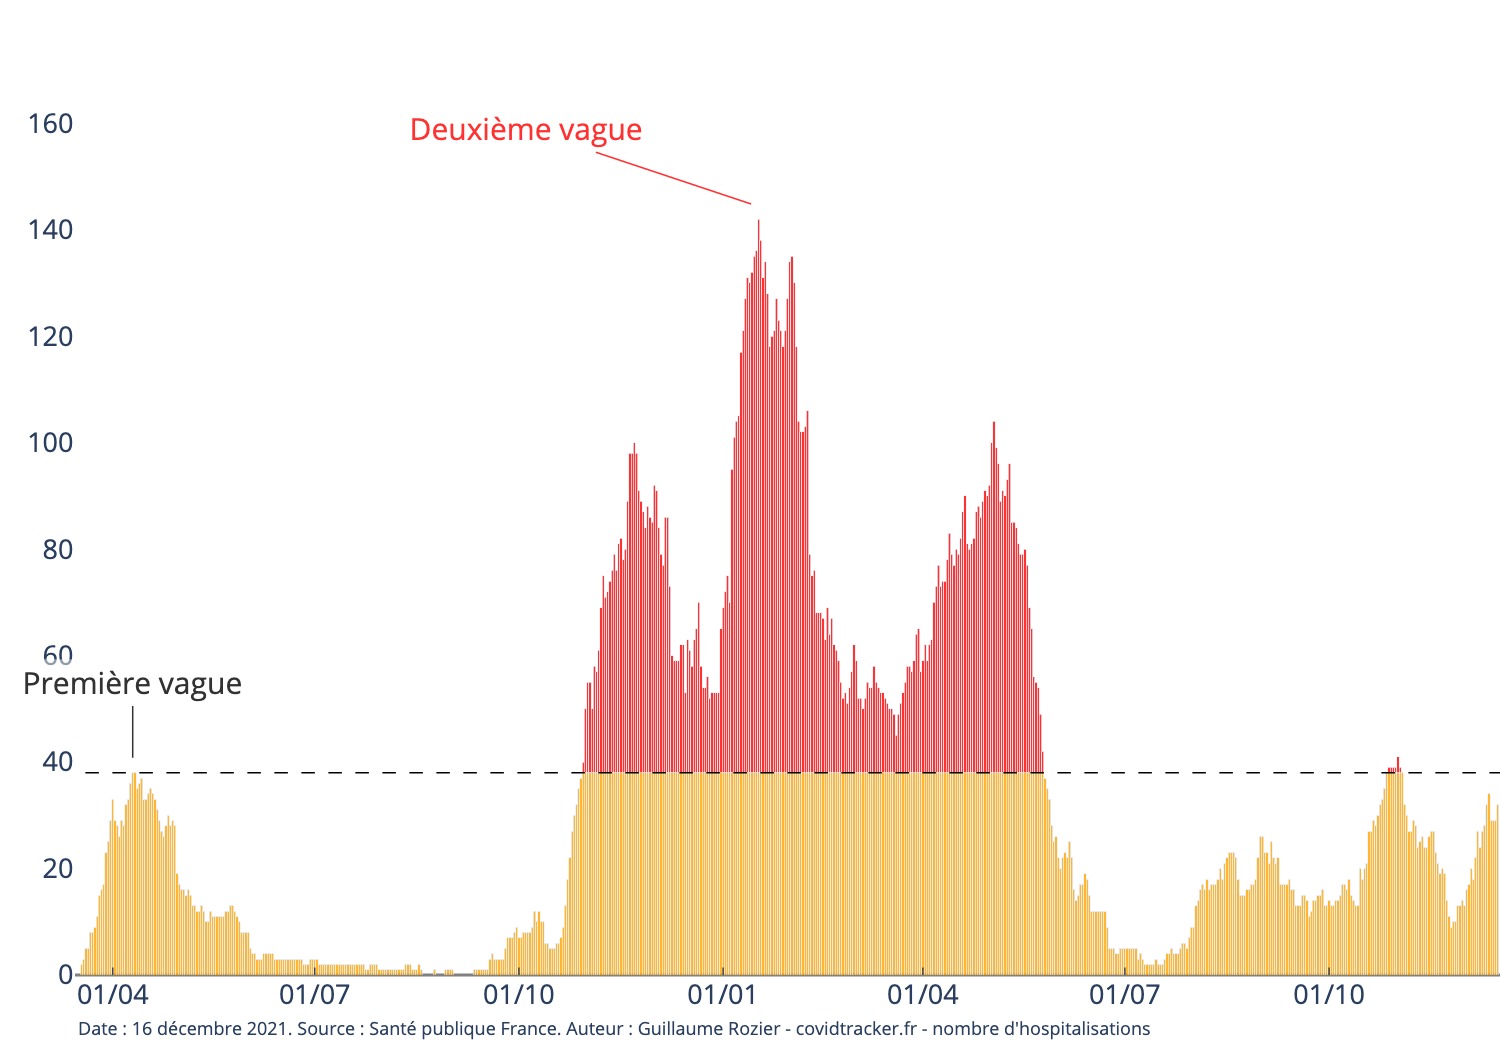 160
Deuxième vague
140
120
100
80
60
Première vague
40
20
0
01/04 01/07 01/10 01/01 01/04 01/07 01/10
Date : 16 décembre 2021. Source : Santé publique France. Auteur : Guillaume Rozier - covidtracker.fr - nombre d'hospitalisations